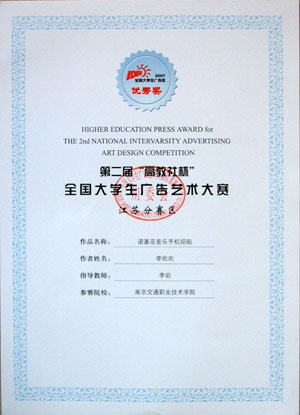 2007
全国大学生广告奖
优秀奖
HIGHER EDUCATION PRESS AWARD for
THE 2nd NATIONAL INTERVARSITY ADVERTISING
ART DESIGN COMPETITION
第二届“高教社杯”
全国大学生广告艺术大赛
江苏分赛区
作品名称: 诺基亚音乐手机招贴
作者姓名: 李欢欢
指导教师: 李岩
参赛院校: 南京交通职业技术学院